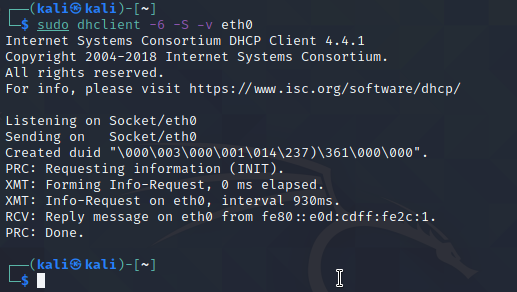 ┌──(kali㉿kali)-[~]
└─$ sudo dhclient -6 -S -v eth0
Internet Systems Consortium DHCP Client 4.4.1
Copyright 2004-2018 Internet Systems Consortium.
All rights reserved.
For info, please visit https://www.isc.org/software/dhcp/

Listening on Socket/eth0
Sending on   Socket/eth0
Created duid "\000\003\000\001\014\237)\361\000\000".
PRC: Requesting information (INIT).
XMT: Forming Info-Request, 0 ms elapsed.
XMT: Info-Request on eth0, interval 930ms.
RCV: Reply message on eth0 from fe80::e0d:cdff:fe2c:1.
PRC: Done.

┌──(kali㉿kali)-[~]
└─$